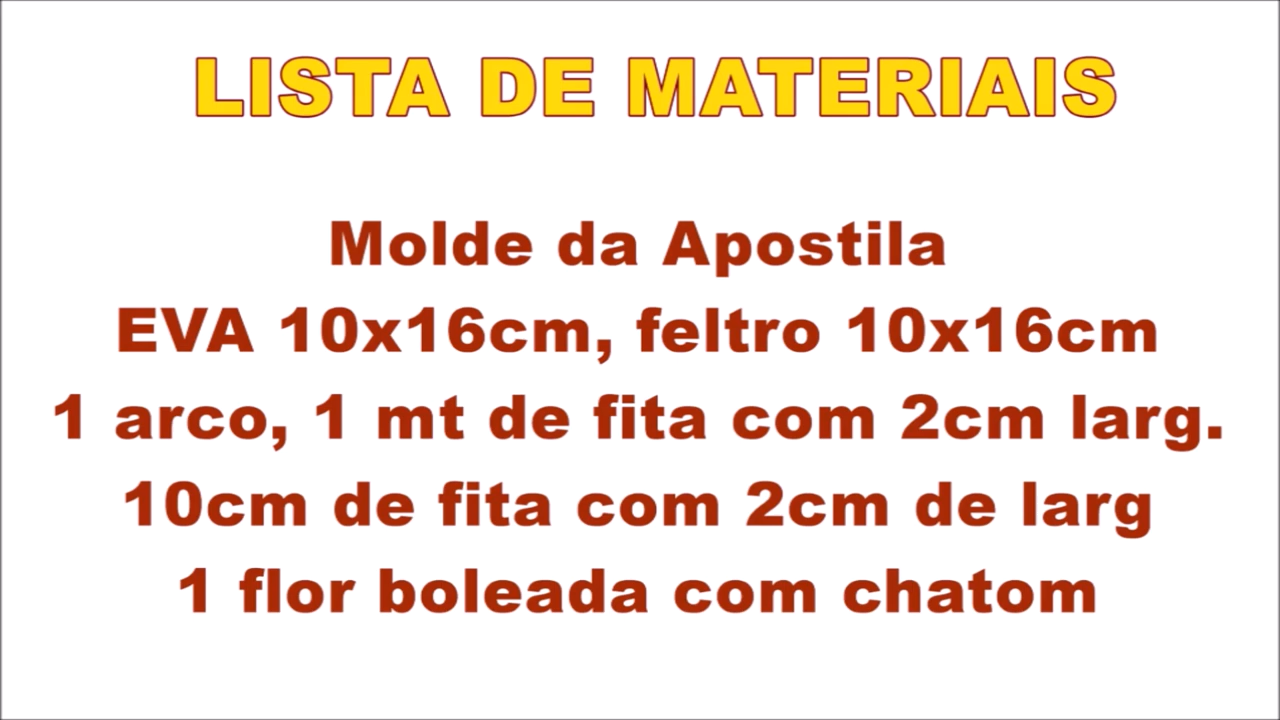 LISTA DE MATERIAIS
Molde da Apostila
EVA 10x16cm, feltro 10x16cm
1 arco, 1 mt de fita com 2cm larg.
10cm de fita com 2cm de larg
1 flor boleada com chatom